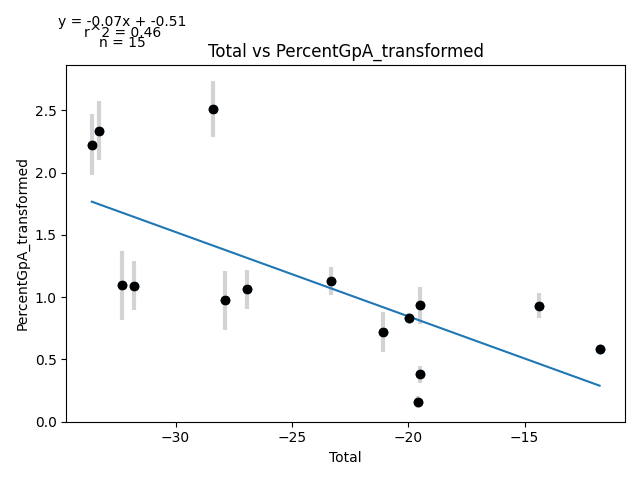 y = -0.07x + -0.51
r^2 = 0.46
n = 15
Total vs PercentGpA_transformed
PercentGpA_transformed
2.5
2.0
1.5
1.0
0.5
0.0
−30
−25
−20
−15
Total